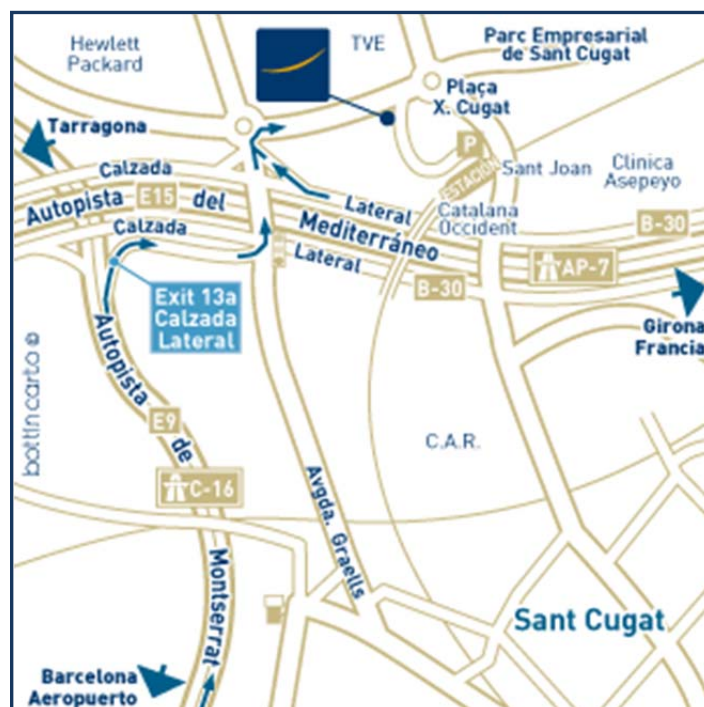 Hewlett
Packard
TVE
Parc Empresarial
de Sant Cugat
Plaça
X. Cugat
Tarragona
P
ESTACIÓN
Sant Joan
Clinica
Asepeyo
Calzada
Lateral
Autopista E15 del Mediterráneo
Catalana
Occident
B-30
Calzada
Lateral
B-30
AP-7
Exit 13a
Calzada
Lateral
Girona
Francia
Autopista E9 de Montserrat
C-16
C.A.R.
bottincarto ©
Avgda. Graells
Sant Cugat
Barcelona
Aeropuerto